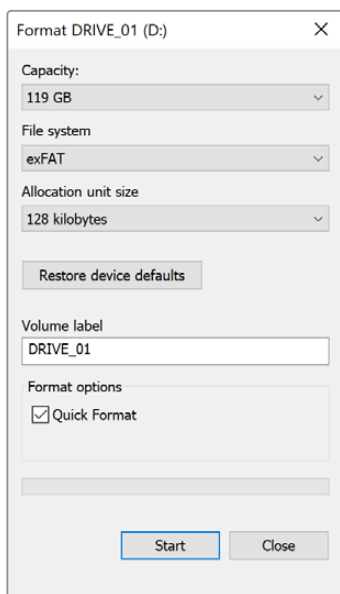 Format DRIVE_01 (D:)
Capacity:
119 GB
File system
exFAT
Allocation unit size
128 kilobytes
Restore device defaults
Volume label
DRIVE_01
Format options
Quick Format
Start Close